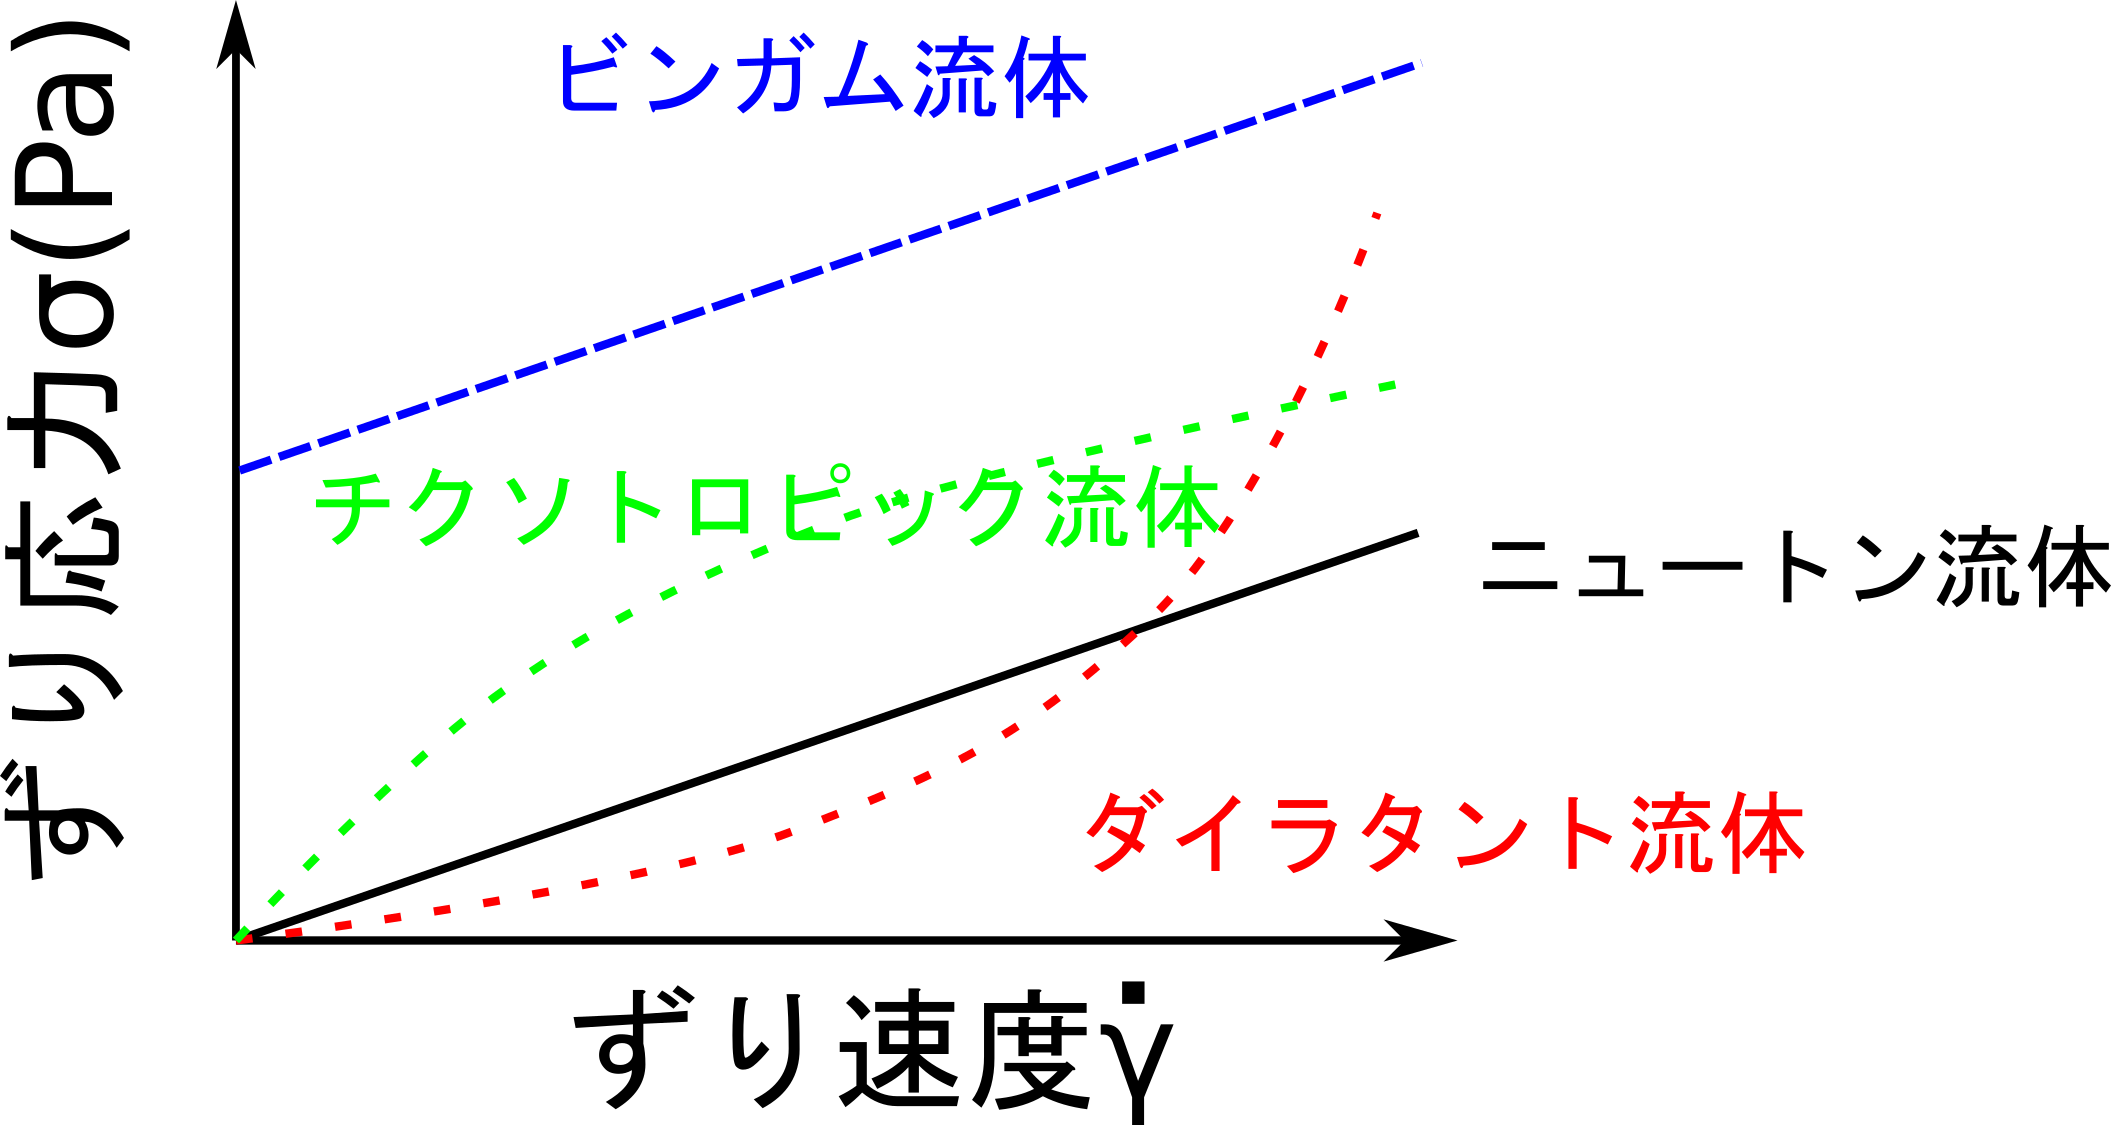 ずり応力σ(Pa)
ビンガム流体
チクソトロピック流体
ニュートン流体
ダイラタント流体
ずり速度γ̇